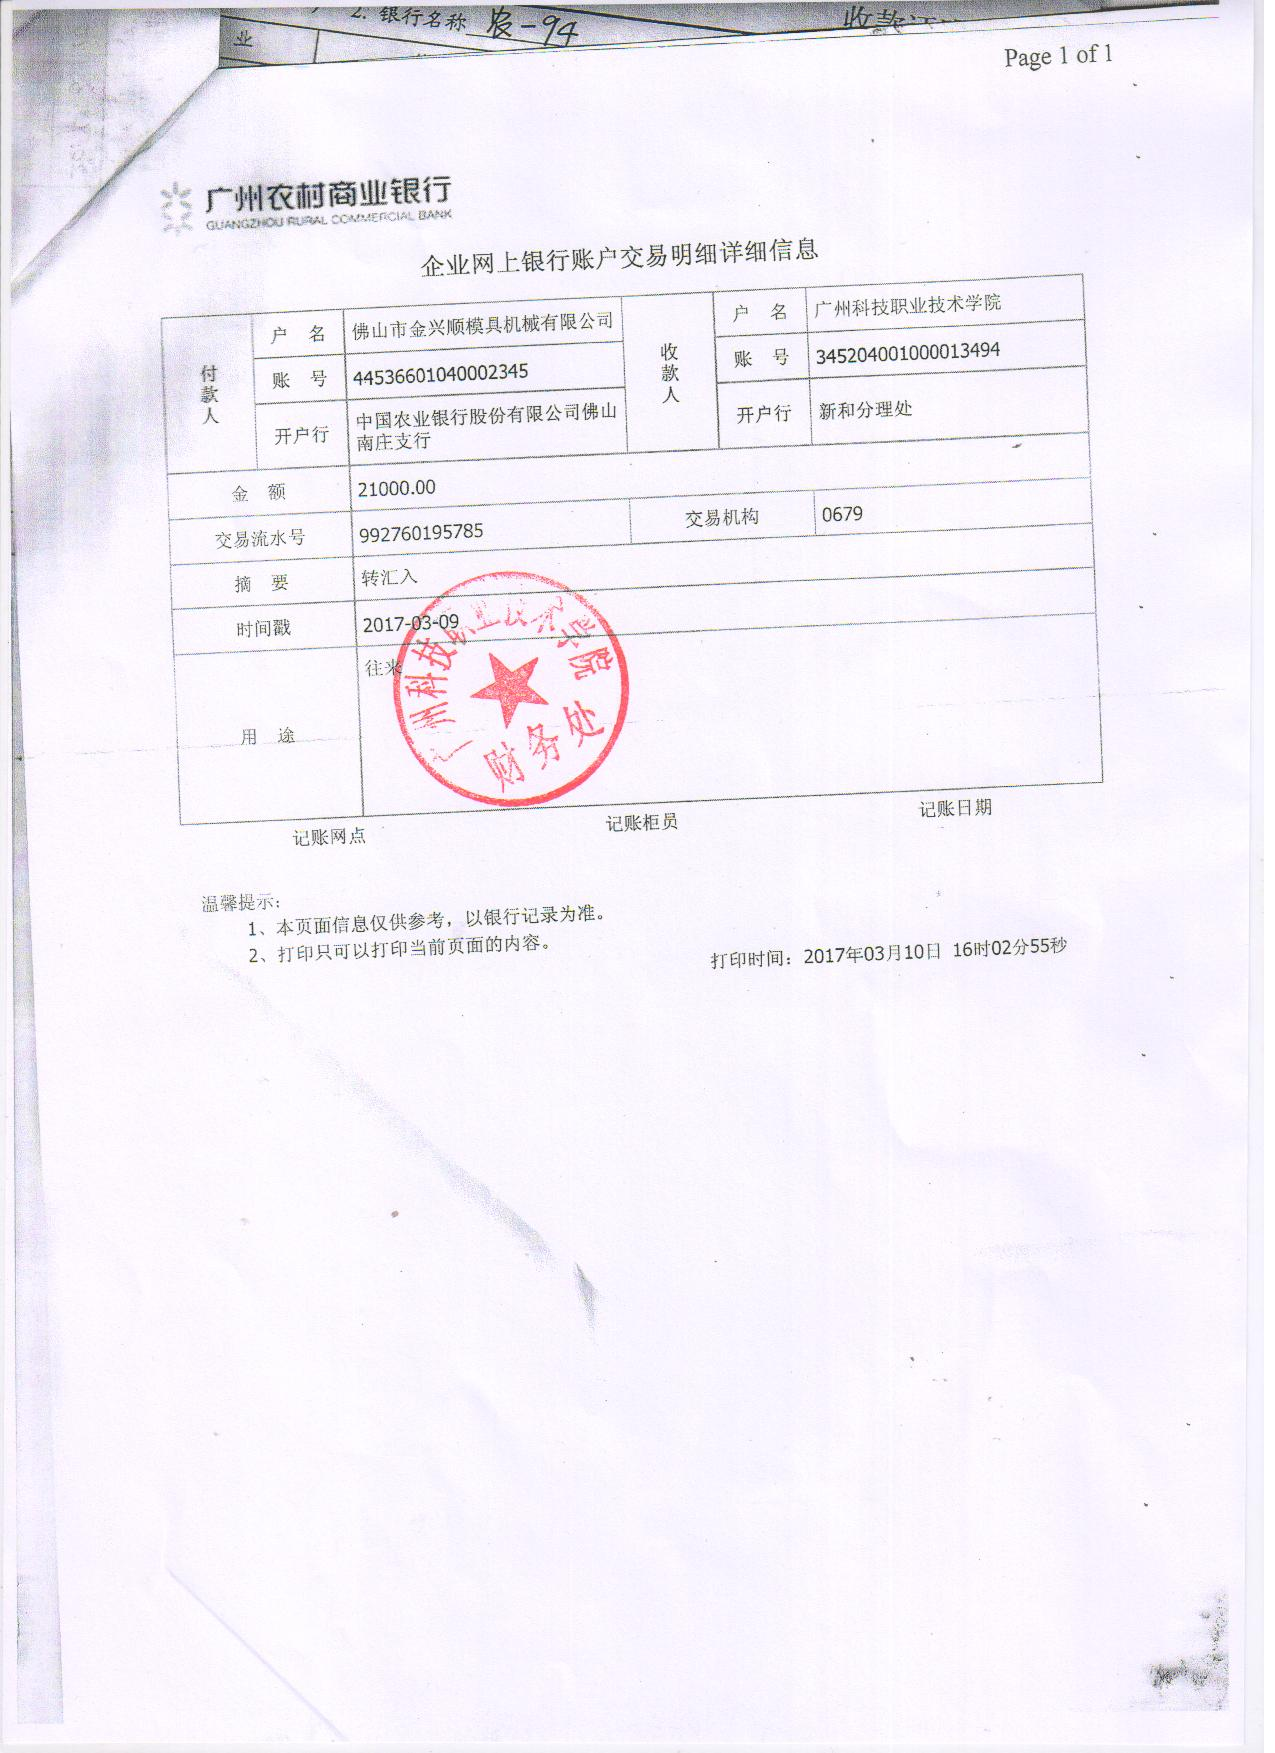 2. 银行名称 农-94
收款
业
Page 1 of 1
广州农村商业银行
GUANGZHOU RURAL COMMERCIAL BANK
企业网上银行账户交易明细详细信息
付款人 户 名 佛山市金兴顺模具机械有限公司 收款人 户 名 广州科技职业技术学院
账 号 44536601040002345 账 号 345204001000013494
开户行 中国农业银行股份有限公司佛山 开户行 新和分理处
南庄支行
金 额 21000.00
交易流水号 992760195785 交易机构 0679
摘 要 转汇入
时间戳 2017-03-09
用 途 往来
广州科技职业技术学院
财务处
记账网点 记账柜员 记账日期
温馨提示:
1、本页面信息仅供参考，以银行记录为准。
2、打印只可以打印当前页面的内容。
打印时间：2017年03月10日 16时02分55秒